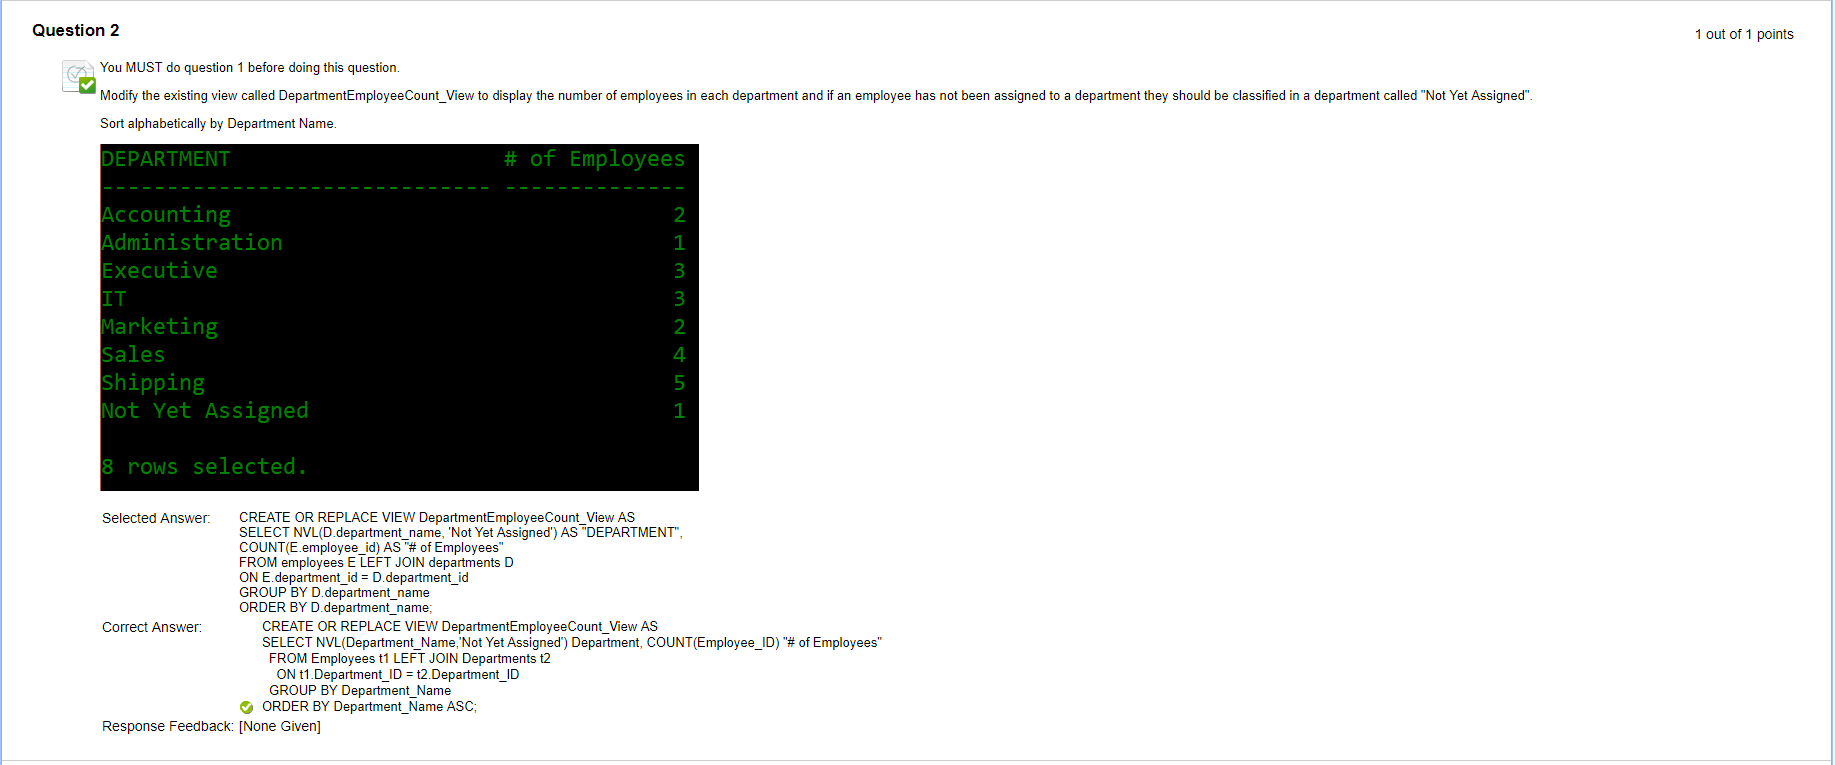 Question 2
1 out of 1 points
You MUST do question 1 before doing this question.
Modify the existing view called DepartmentEmployeeCount_View to display the number of employees in each department and if an employee has not been assigned to a department they should be classified in a department called "Not Yet Assigned".
Sort alphabetically by Department Name.
DEPARTMENT # of Employees
------------------------------ --------------
Accounting 2
Administration 1
Executive 3
IT 3
Marketing 2
Sales 4
Shipping 5
Not Yet Assigned 1
8 rows selected.
Selected Answer: CREATE OR REPLACE VIEW DepartmentEmployeeCount_View AS
SELECT NVL(D.department_name, 'Not Yet Assigned') AS "DEPARTMENT",
COUNT(E.employee_id) AS "# of Employees"
FROM employees E LEFT JOIN departments D
ON E.department_id = D.department_id
GROUP BY D.department_name
ORDER BY D.department_name;
Correct Answer: CREATE OR REPLACE VIEW DepartmentEmployeeCount_View AS
SELECT NVL(Department_Name,'Not Yet Assigned') Department, COUNT(Employee_ID) "# of Employees"
FROM Employees t1 LEFT JOIN Departments t2
ON t1.Department_ID = t2.Department_ID
GROUP BY Department_Name
ORDER BY Department_Name ASC;
Response Feedback: [None Given]